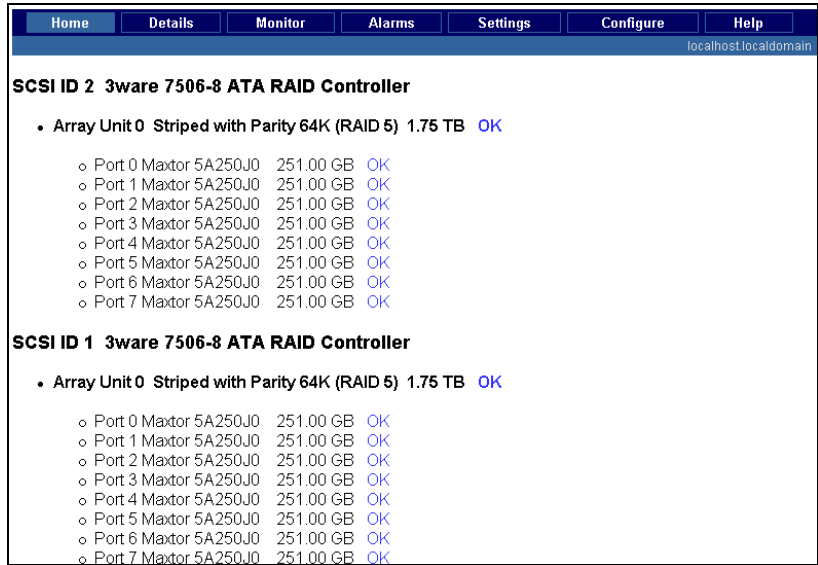 Home Details Monitor Alarms Settings Configure Help
localhost.localdomain
SCSI ID 2 3ware 7506-8 ATA RAID Controller
Array Unit 0 Striped with Parity 64K (RAID 5) 1.75 TB OK
Port 0 Maxtor 5A250J0 251.00 GB OK
Port 1 Maxtor 5A250J0 251.00 GB OK
Port 2 Maxtor 5A250J0 251.00 GB OK
Port 3 Maxtor 5A250J0 251.00 GB OK
Port 4 Maxtor 5A250J0 251.00 GB OK
Port 5 Maxtor 5A250J0 251.00 GB OK
Port 6 Maxtor 5A250J0 251.00 GB OK
Port 7 Maxtor 5A250J0 251.00 GB OK
SCSI ID 1 3ware 7506-8 ATA RAID Controller
Array Unit 0 Striped with Parity 64K (RAID 5) 1.75 TB OK
Port 0 Maxtor 5A250J0 251.00 GB OK
Port 1 Maxtor 5A250J0 251.00 GB OK
Port 2 Maxtor 5A250J0 251.00 GB OK
Port 3 Maxtor 5A250J0 251.00 GB OK
Port 4 Maxtor 5A250J0 251.00 GB OK
Port 5 Maxtor 5A250J0 251.00 GB OK
Port 6 Maxtor 5A250J0 251.00 GB OK
Port 7 Maxtor 5A250J0 251.00 GB OK